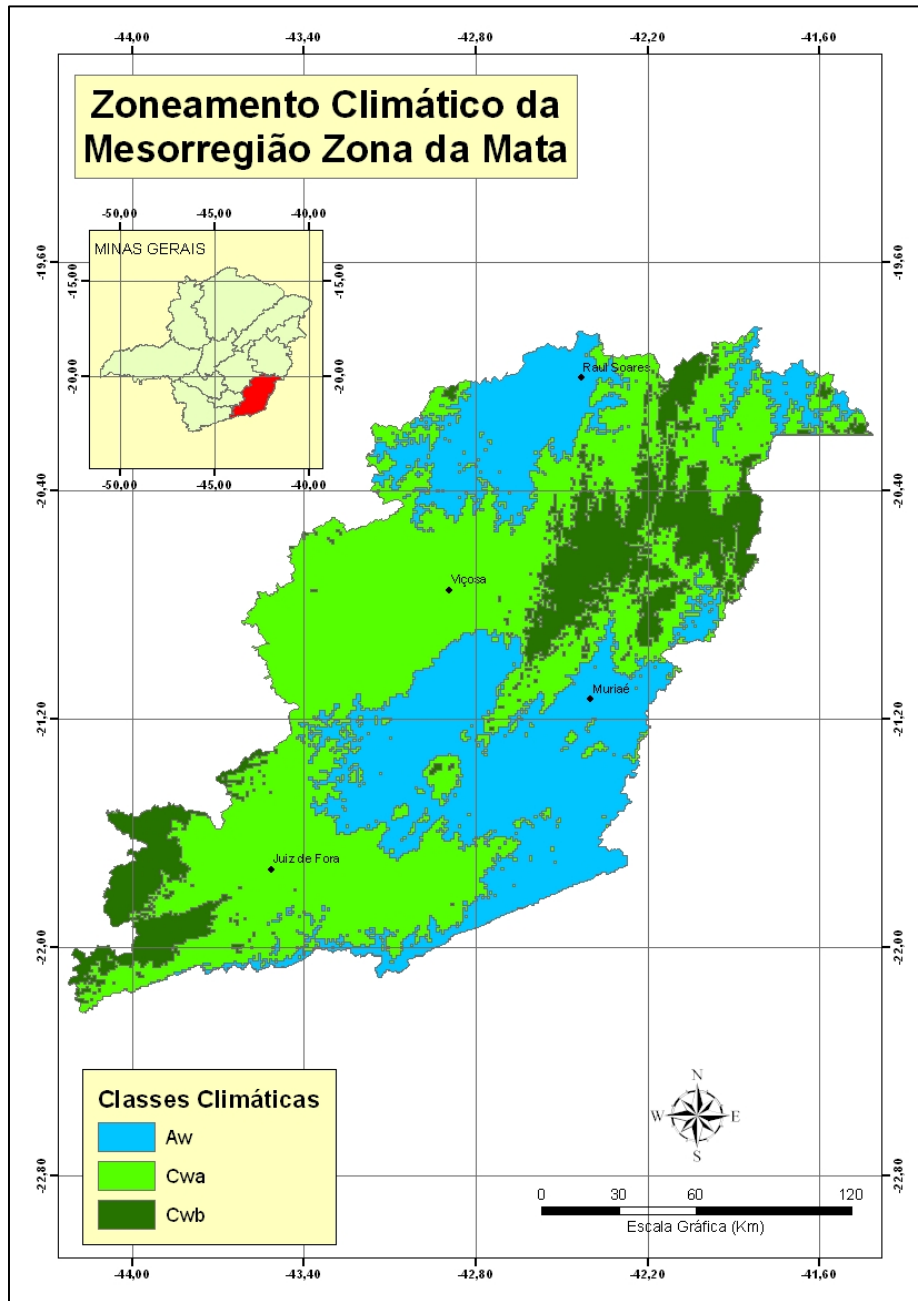 -44,00 -43,40 -42,80 -42,20 -41,60
Zoneamento Climático da
Mesorregião Zona da Mata
-50,00 -45,00 -40,00
MINAS GERAIS
-15,00 -15,00
-20,00 -20,00
-50,00 -45,00 -40,00
-19,60 -19,60
Raul Soares
-20,40 -20,40
Viçosa
Muriaé
-21,20 -21,20
Juiz de Fora
-22,00 -22,00
Classes Climáticas
Aw
Cwa
Cwb
N
W E
S
-22,80 -22,80
0 30 60 120
Escala Gráfica (Km)
-44,00 -43,40 -42,80 -42,20 -41,60